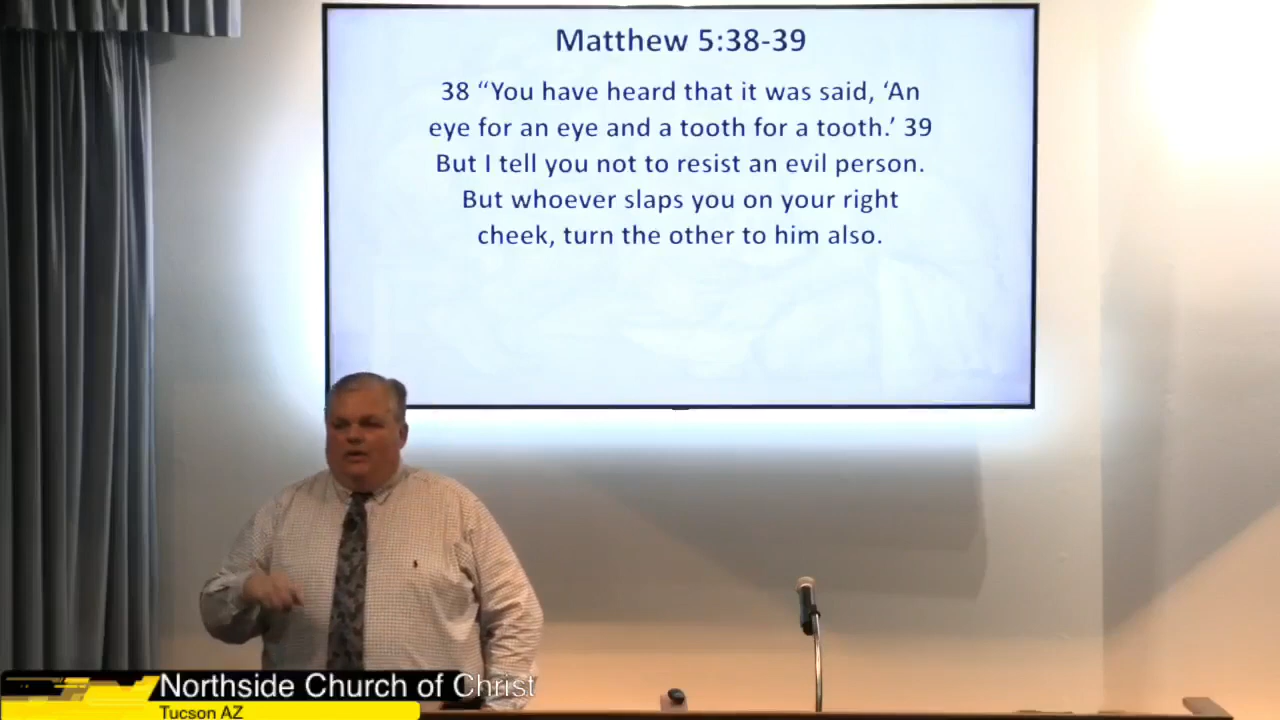 Matthew 5:38-39
38 “You have heard that it was said, ‘An
eye for an eye and a tooth for a tooth.’ 39
But I tell you not to resist an evil person.
But whoever slaps you on your right
cheek, turn the other to him also.
Northside Church of Christ
Tucson AZ